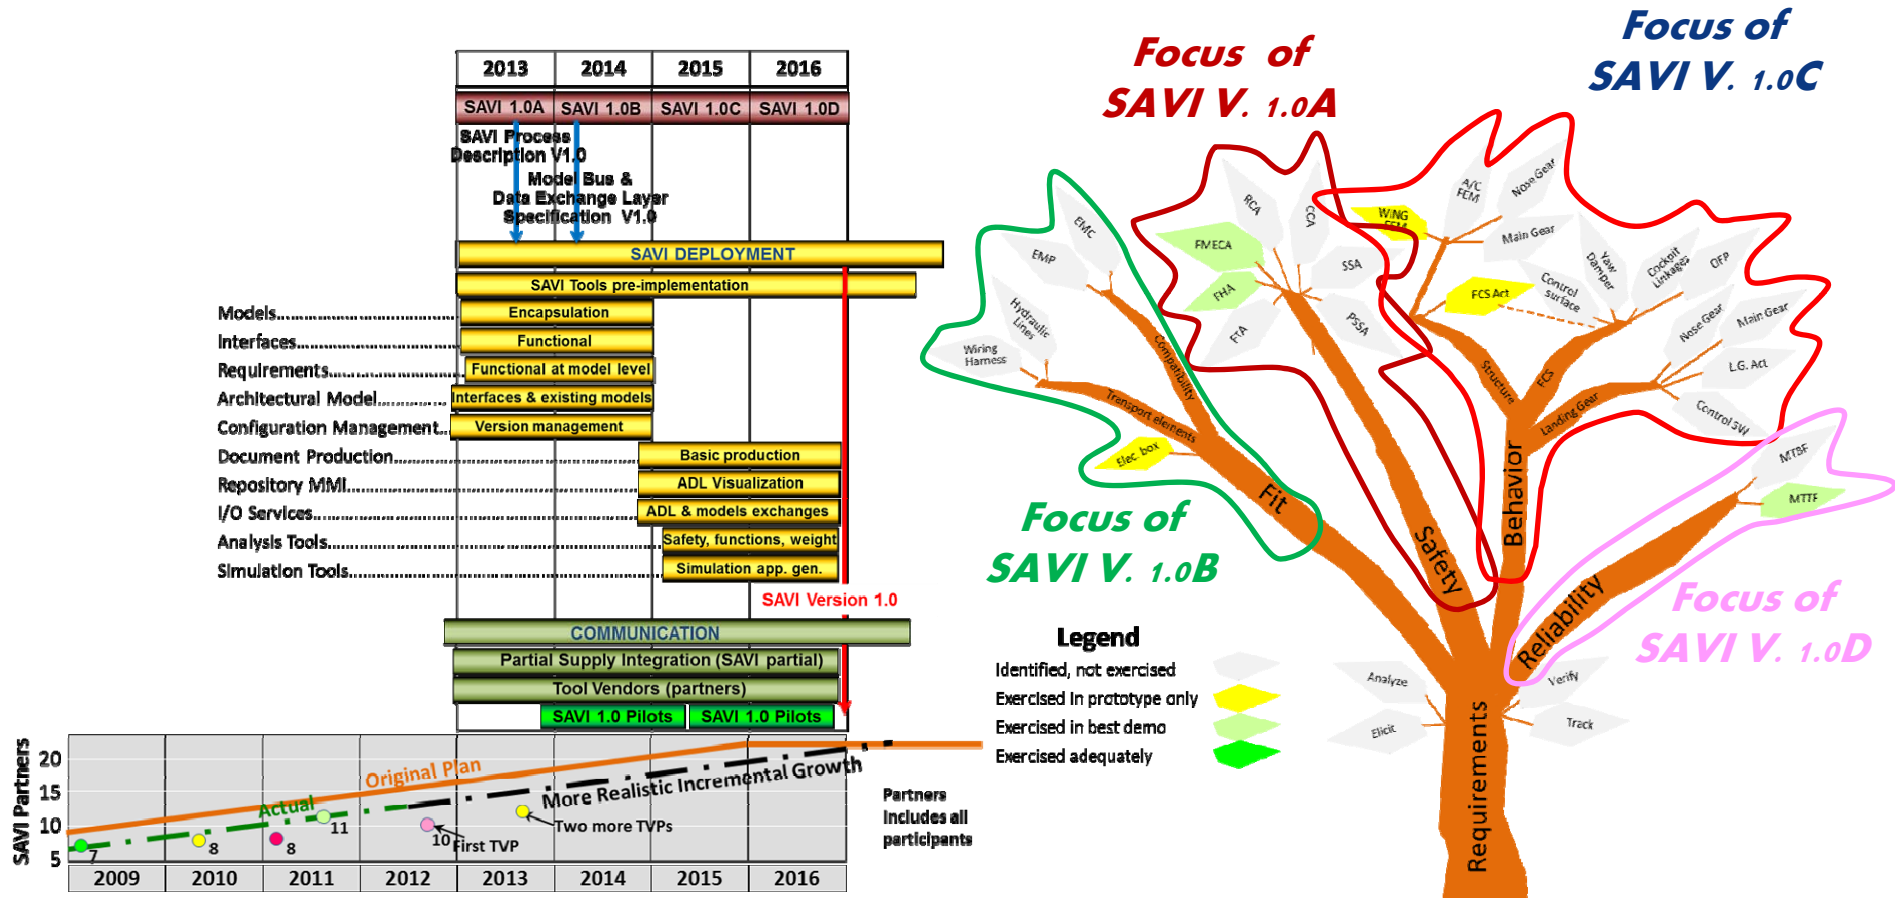 2013 2014 2015 2016
SAVI 1.0A SAVI 1.0B SAVI 1.0C SAVI 1.0D
SAVI Process
Description V1.0
Model Bus &
Data Exchange Layer
Specification V1.0
SAVI DEPLOYMENT
SAVI Tools pre-implementation
Models Encapsulation
Interfaces Functional
Requirements Functional at model level
Architectural Model Interfaces & existing models
Configuration Management Version management
Document Production Basic production
Repository MMI ADL Visualization
I/O Services ADL & models exchanges
Analysis Tools Safety, functions, weight
Simulation Tools Simulation app. gen.
SAVI Version 1.0
COMMUNICATION
Partial Supply Integration (SAVI partial)
Tool Vendors (partners)
SAVI 1.0 Pilots SAVI 1.0 Pilots
SAVI Partners
20
15
10
5
Original Plan
Actual
More Realistic Incremental Growth
7
8
8
11
10
First TVP
Two more TVPs
2009 2010 2011 2012 2013 2014 2015 2016
Partners
includes all
participants
Focus of
SAVI V. 1.0A
Focus of
SAVI V. 1.0C
Focus of
SAVI V. 1.0B
Focus of
SAVI V. 1.0D
EMC
EMP
Hydraulic
Lines
Wiring
Harness
Elec. box
Compatibility
Transport elements
Fit
RCA
CCA
FMECA
SSA
FHA
FTA
PSSA
Safety
WING
FEM
A/C
FEM
Nose Gear
Main Gear
FCS Act
Control
surface
Yaw
Damper
Cockpit
Linkages
OFP
Nose Gear
Main Gear
L.G. Act
Control SW
Structure
FCS
Landing Gear
Behavior
MTBF
MTTF
Reliability
Analyze
Elicit
Verify
Track
Requirements
Legend
Identified, not exercised
Exercised in prototype only
Exercised in best demo
Exercised adequately